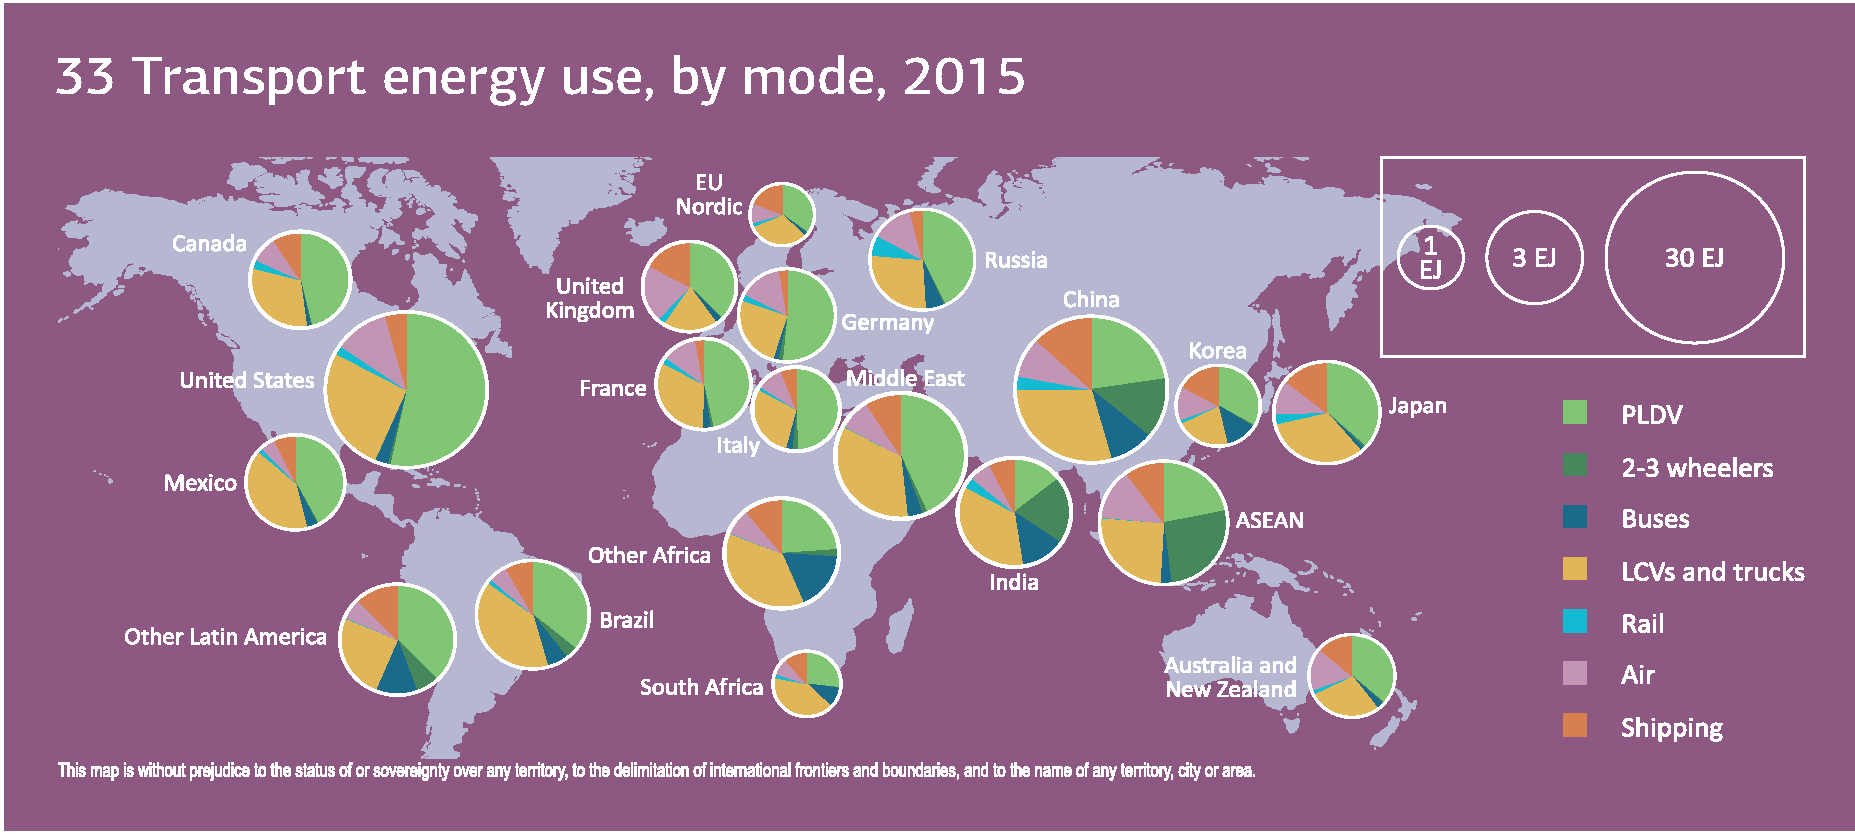 33 Transport energy use, by mode, 2015
EU
Nordic
Canada
Russia
United
Kingdom
China
Germany
Korea
United States
France
Middle East
Japan
Italy
Mexico
ASEAN
Other Africa
India
Other Latin America
Brazil
South Africa
Australia and
New Zealand
1
EJ
3 EJ
30 EJ
PLDV
2-3 wheelers
Buses
LCVs and trucks
Rail
Air
Shipping
This map is without prejudice to the status of or sovereignty over any territory, to the delimitation of international frontiers and boundaries, and to the name of any territory, city or area.